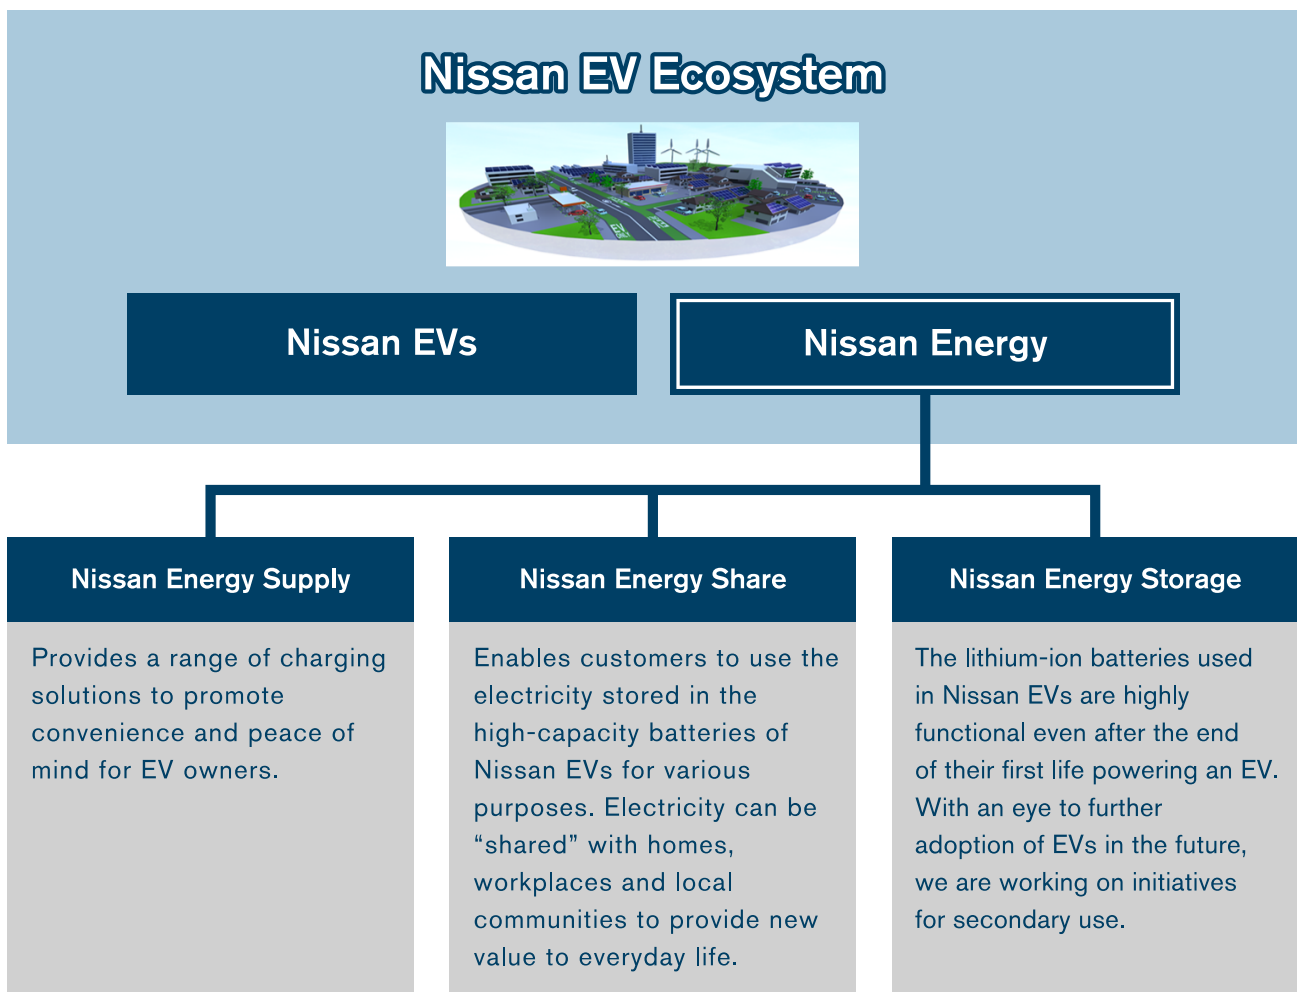 Nissan EV Ecosystem
Nissan EVs
Nissan Energy
Nissan Energy Supply
Provides a range of charging
solutions to promote
convenience and peace of
mind for EV owners.
Nissan Energy Share
Enables customers to use the
electricity stored in the
high-capacity batteries of
Nissan EVs for various
purposes. Electricity can be
“shared” with homes,
workplaces and local
communities to provide new
value to everyday life.
Nissan Energy Storage
The lithium-ion batteries used
in Nissan EVs are highly
functional even after the end
of their first life powering an EV.
With an eye to further
adoption of EVs in the future,
we are working on initiatives
for secondary use.